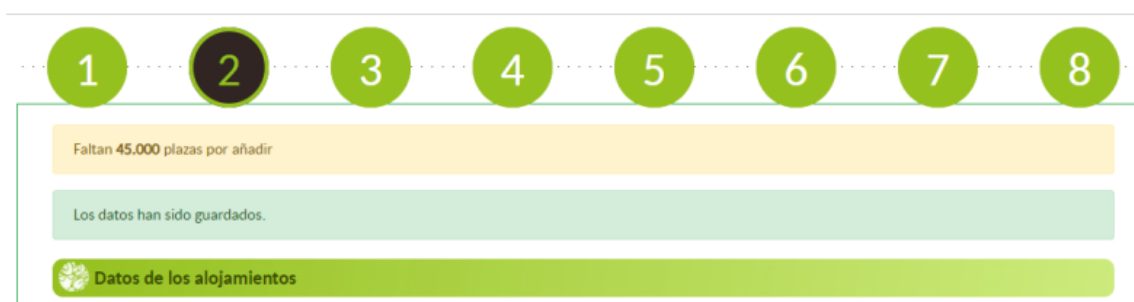 1 2 3 4 5 6 7 8
Faltan 45.000 plazas por añadir
Los datos han sido guardados.
Datos de los alojamientos